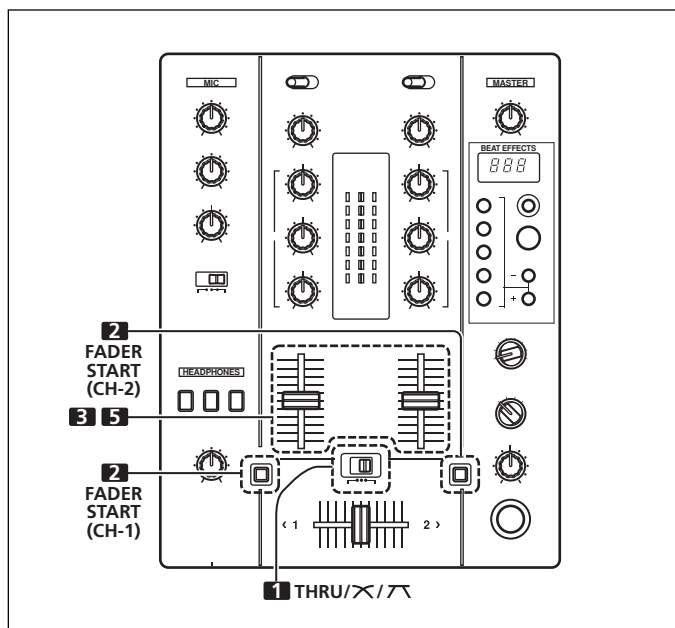 MIC
MASTER
BEAT EFFECTS
888
−
+
2
FADER
START
(CH-2)
HEADPHONES
3 5
2
FADER
START
(CH-1)
‹ 1
2 ›
1 THRU/